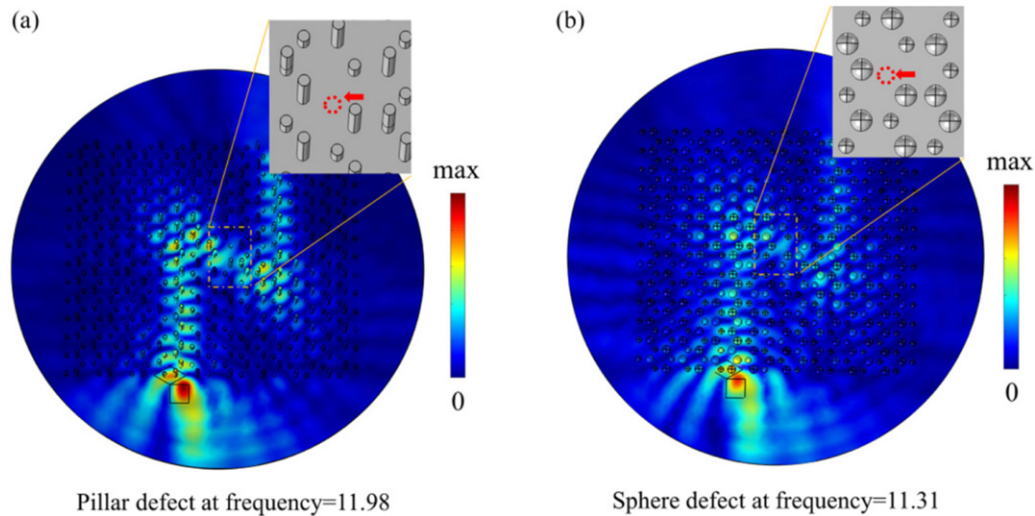 (a)
(b)
max
0
max
0
Pillar defect at frequency=11.98
Sphere defect at frequency=11.31